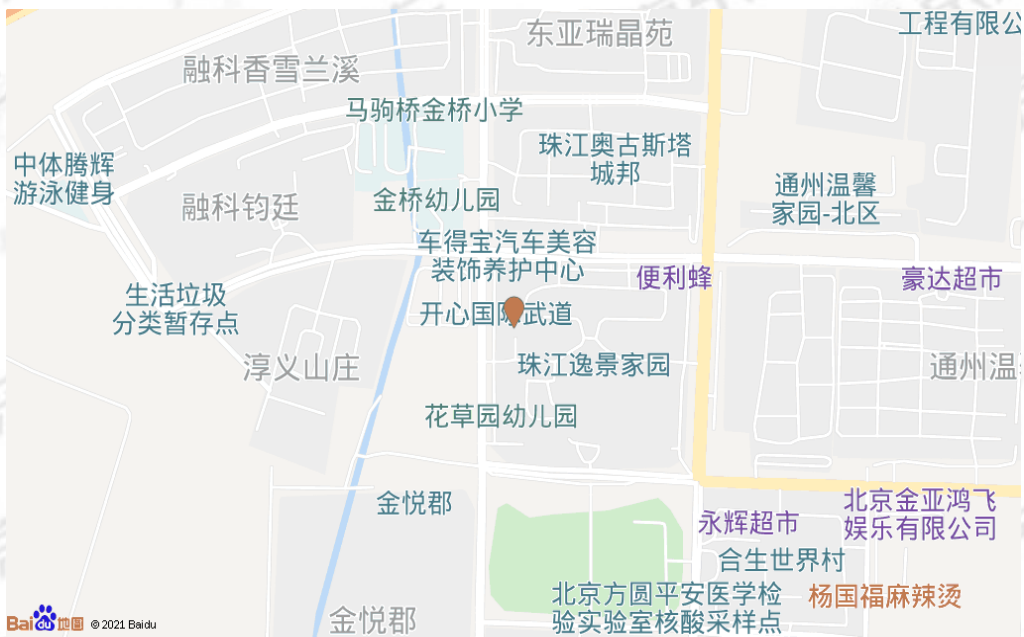 工程有限公
东亚瑞晶苑
融科香雪兰溪
马驹桥金桥小学
珠江奥古斯塔
城邦
中体腾辉
游泳健身
通州温馨
家园-北区
融科钧廷
金桥幼儿园
车得宝汽车美容
装饰养护中心
便利蜂
豪达超市
生活垃圾
分类暂存点
开心国际武道
淳义山庄
珠江逸景家园
通州温
花草园幼儿园
金悦郡
永辉超市
北京金亚鸿飞
娱乐有限公司
合生世界村
北京方圆平安医学检
验实验室核酸采样点
杨国福麻辣烫
金悦郡
Bai du 地图 © 2021 Baidu